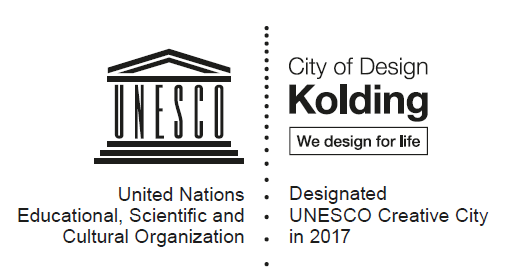 UNESCO
United Nations
Educational, Scientific and
Cultural Organization
City of Design
Kolding
We design for life
Designated
UNESCO Creative City
in 2017